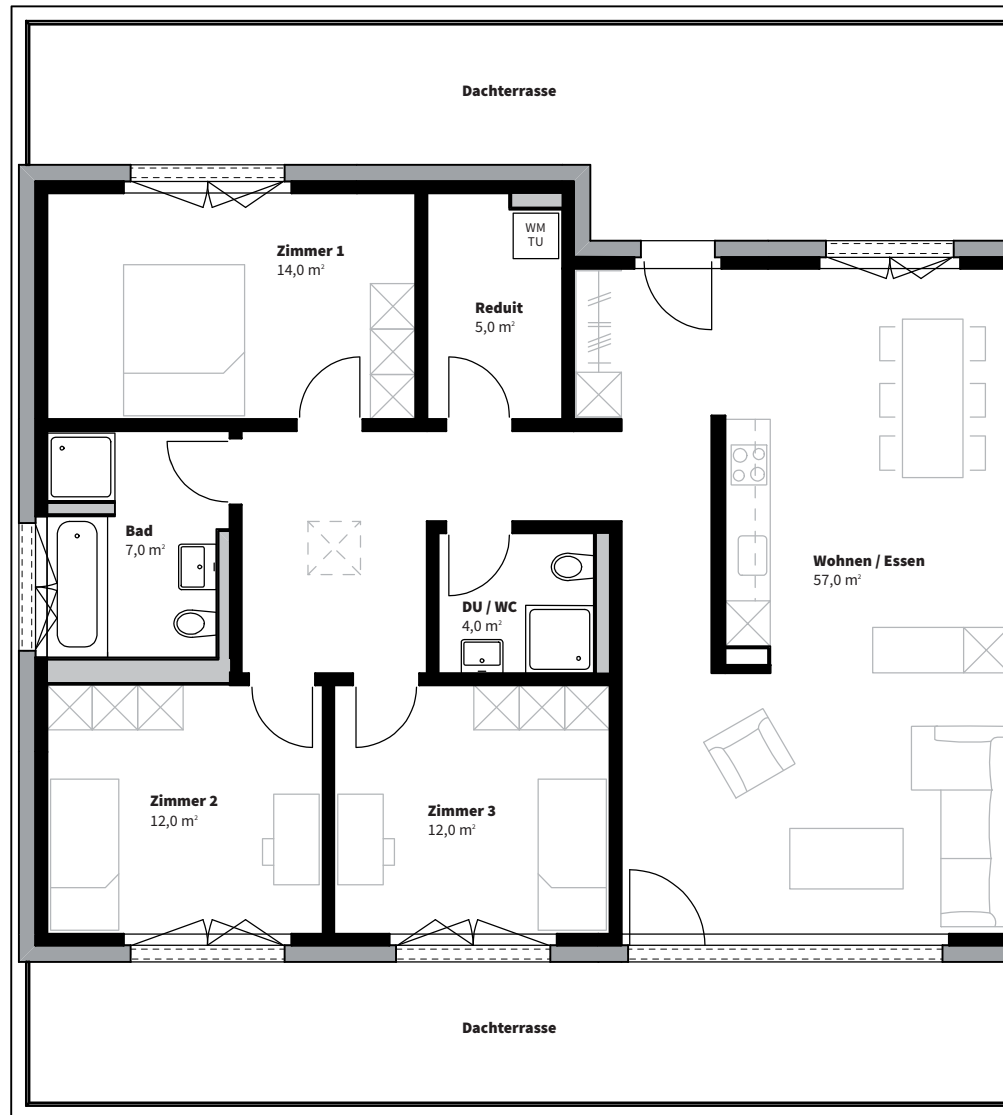 Dachterrasse
Zimmer 1
14,0 m²
WM
TU
Reduit
5,0 m²
Bad
7,0 m²
Wohnen / Essen
57,0 m²
DU / WC
4,0 m²
Zimmer 2
12,0 m²
Zimmer 3
12,0 m²
Dachterrasse